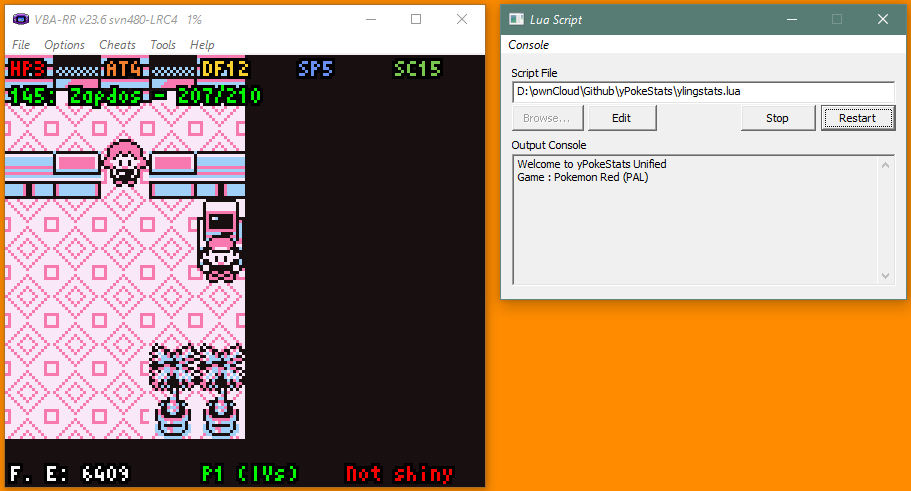 VBA-RR v23.6 svn480-LRC4 1%
File Options Cheats Tools Help
HP3 AT4 DF12 SP5 SC15
145: Zapdos - 207/210
F. E: 6409 P1 (IVs) Not shiny
Lua Script
Console
Script File
D:\ownCloud\Github\yPokeStats\ylingstats.lua
Browse... Edit Stop Restart
Output Console
Welcome to yPokeStats Unified
Game : Pokemon Red (PAL)